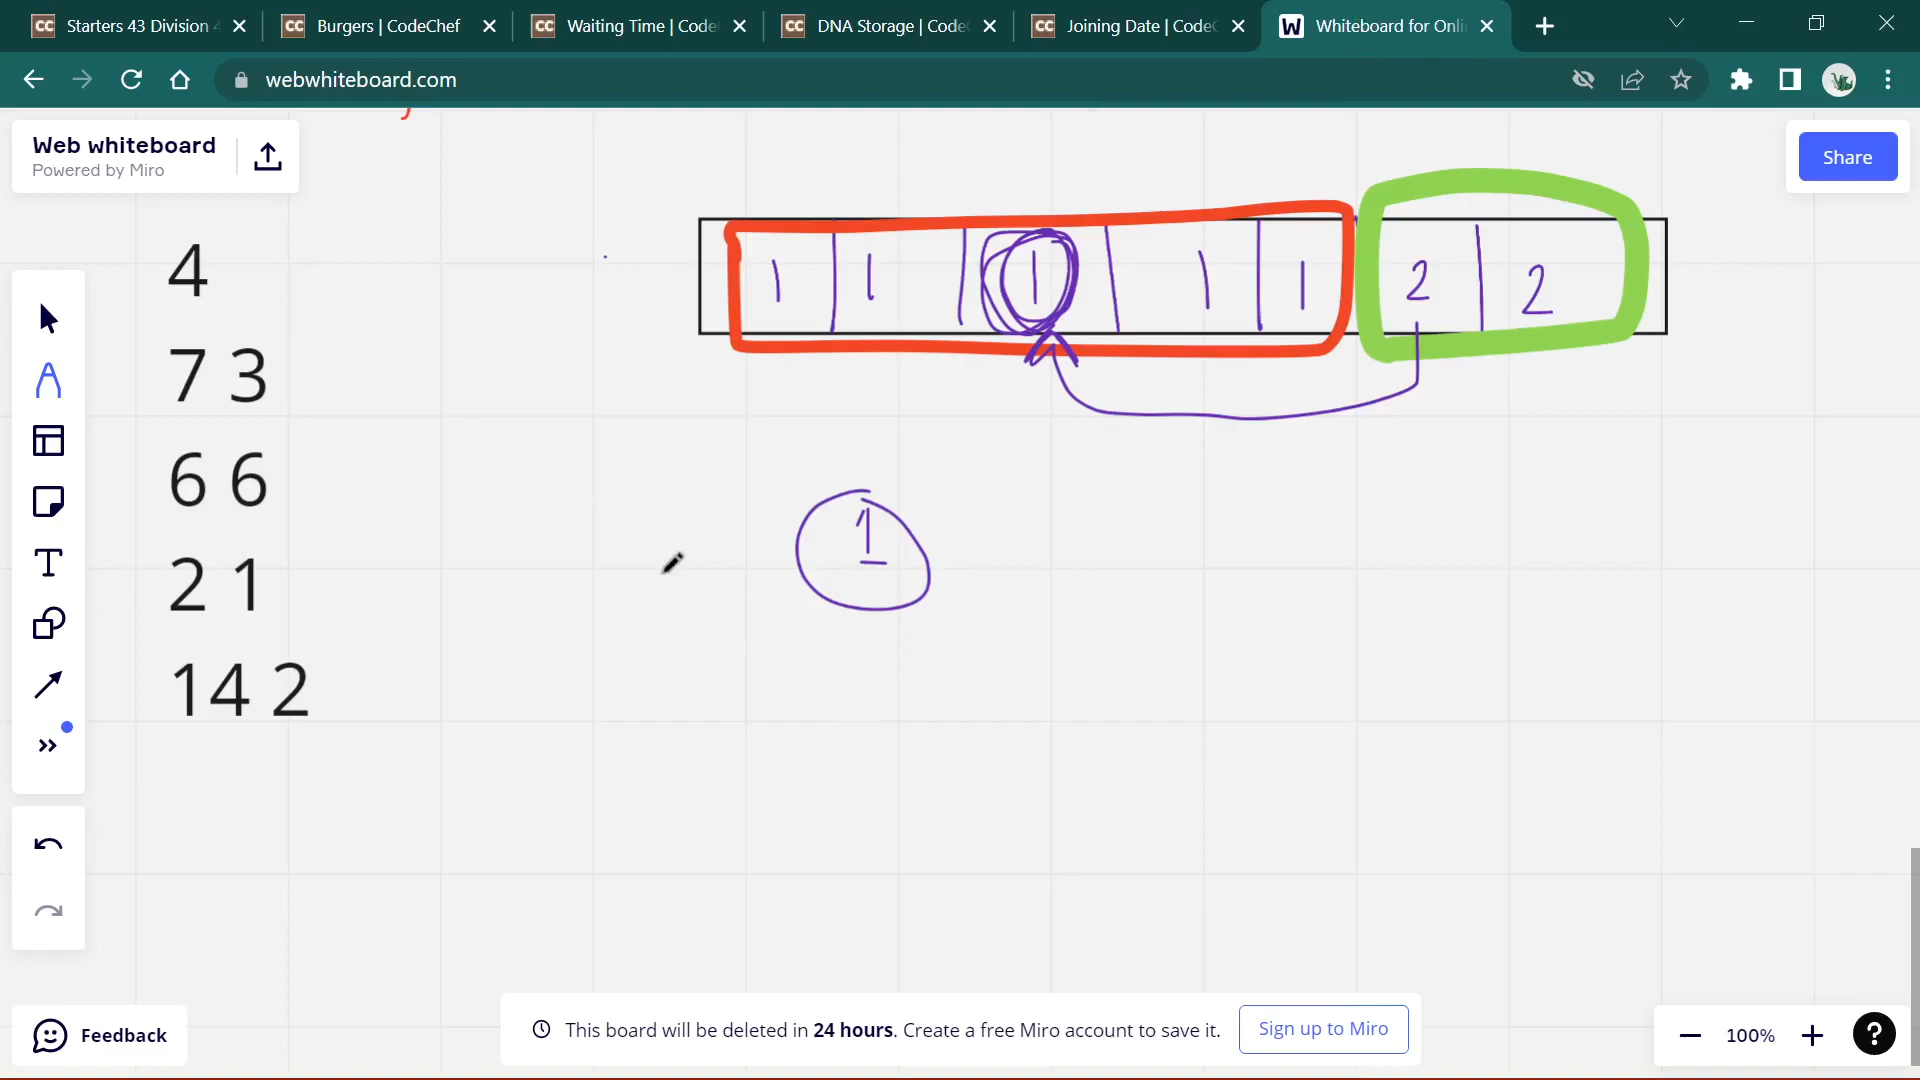 Starters 43 Division 4
Burgers | CodeChef
Waiting Time | Code
DNA Storage | Code
Joining Date | CodeC
Whiteboard for Onli
webwhiteboard.com
Web whiteboard
Powered by Miro
Share
4
7 3
6 6
2 1
14 2
1 1 1 1 1 2 2
1
Feedback
This board will be deleted in 24 hours. Create a free Miro account to save it.
Sign up to Miro
100%
?